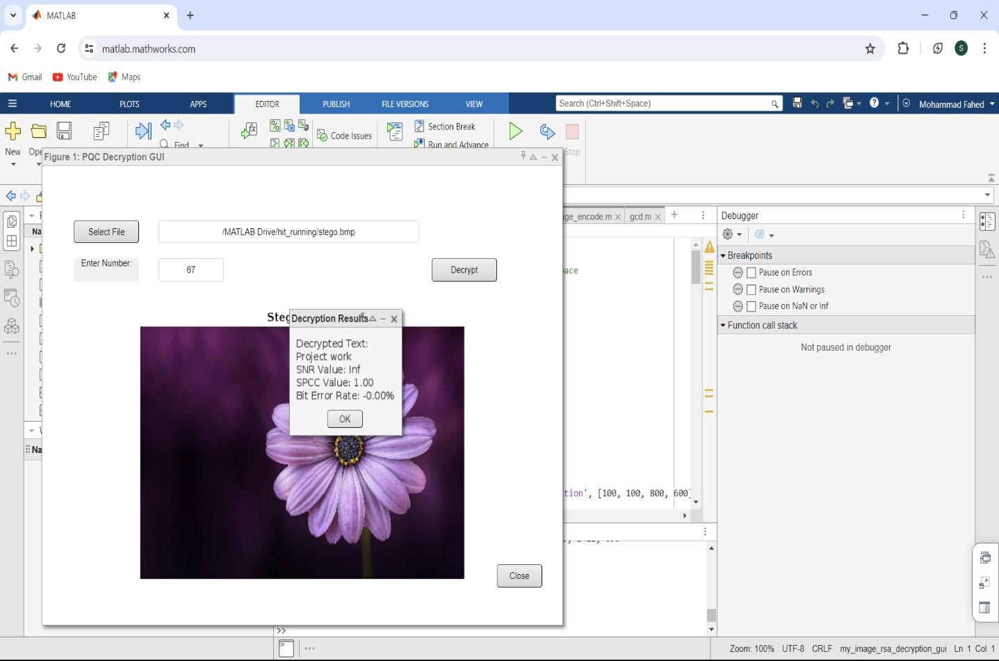 MATLAB
matlab.mathworks.com
S
Gmail YouTube Maps
HOME PLOTS APPS EDITOR PUBLISH FILE VERSIONS VIEW Search (Ctrl+Shift+Space) Mohammad Fahed
Section Break
Code Issues
Find
Run and Advance
New
Stop
Figure 1: PQC Decryption GUI
Select File /MATLAB Drive/hit_running/stego.bmp
Enter Number: 67 Decrypt
Decryption Results
Decrypted Text:
Project work
SNR Value: Inf
SPCC Value: 1.00
Bit Error Rate: -0.00%
OK
Close
gcd.m
tion', [100, 100, 800, 600]
>>
Debugger
Breakpoints
Pause on Errors
Pause on Warnings
Pause on NaN or Inf
Function call stack
Not paused in debugger
Zoom: 100% UTF-8 CRLF my_image_rsa_decryption_gui Ln 1 Col 1